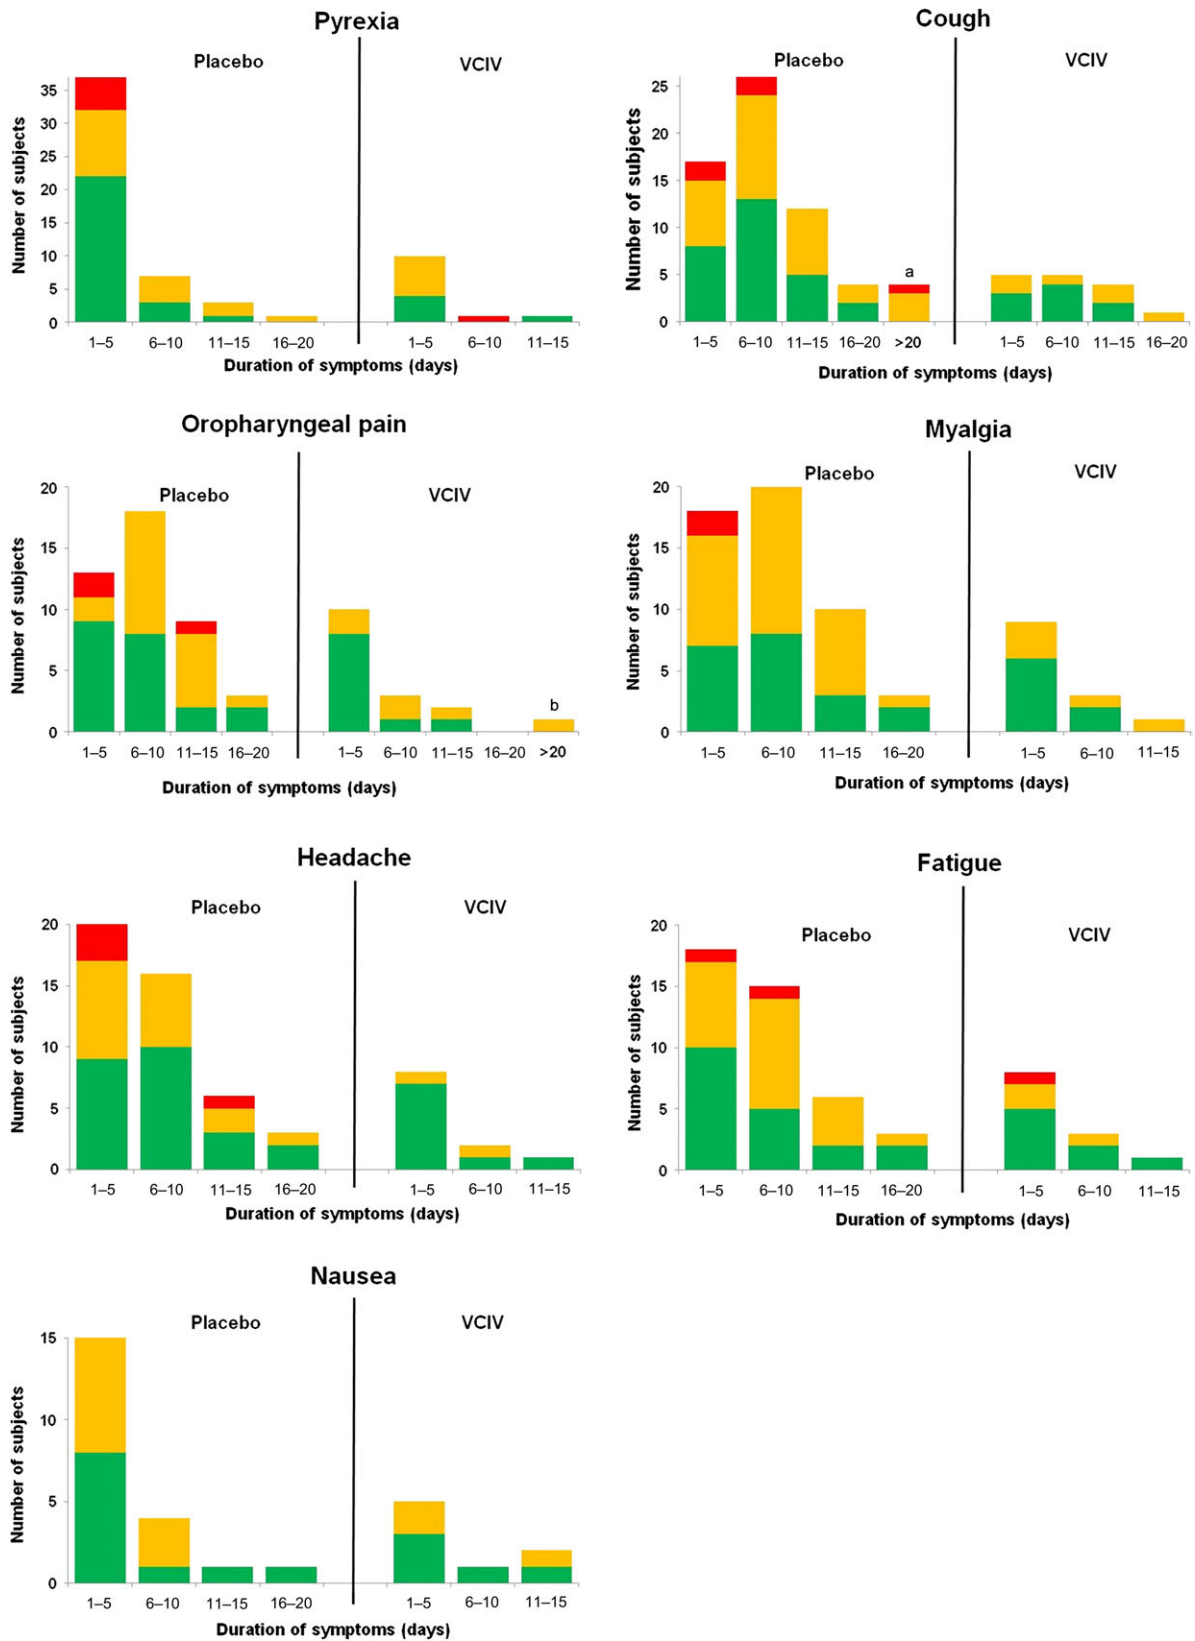 Pyrexia
Placebo
VCIV
Number of subjects
35
30
25
20
15
10
5
0
1–5 6–10 11–15 16–20 1–5 6–10 11–15
Duration of symptoms (days)
Cough
Placebo
VCIV
Number of subjects
25
20
15
10
5
0
a
1–5 6–10 11–15 16–20 >20 1–5 6–10 11–15 16–20
Duration of symptoms (days)
Oropharyngeal pain
Placebo
VCIV
Number of subjects
20
15
10
5
0
b
1–5 6–10 11–15 16–20 1–5 6–10 11–15 16–20 >20
Duration of symptoms (days)
Myalgia
Placebo
VCIV
Number of subjects
20
15
10
5
0
1–5 6–10 11–15 16–20 1–5 6–10 11–15
Duration of symptoms (days)
Headache
Placebo
VCIV
Number of subjects
20
15
10
5
0
1–5 6–10 11–15 16–20 1–5 6–10 11–15
Duration of symptoms (days)
Fatigue
Placebo
VCIV
Number of subjects
20
15
10
5
0
1–5 6–10 11–15 16–20 1–5 6–10 11–15
Duration of symptoms (days)
Nausea
Placebo
VCIV
Number of subjects
15
10
5
0
1–5 6–10 11–15 16–20 1–5 6–10 11–15
Duration of symptoms (days)